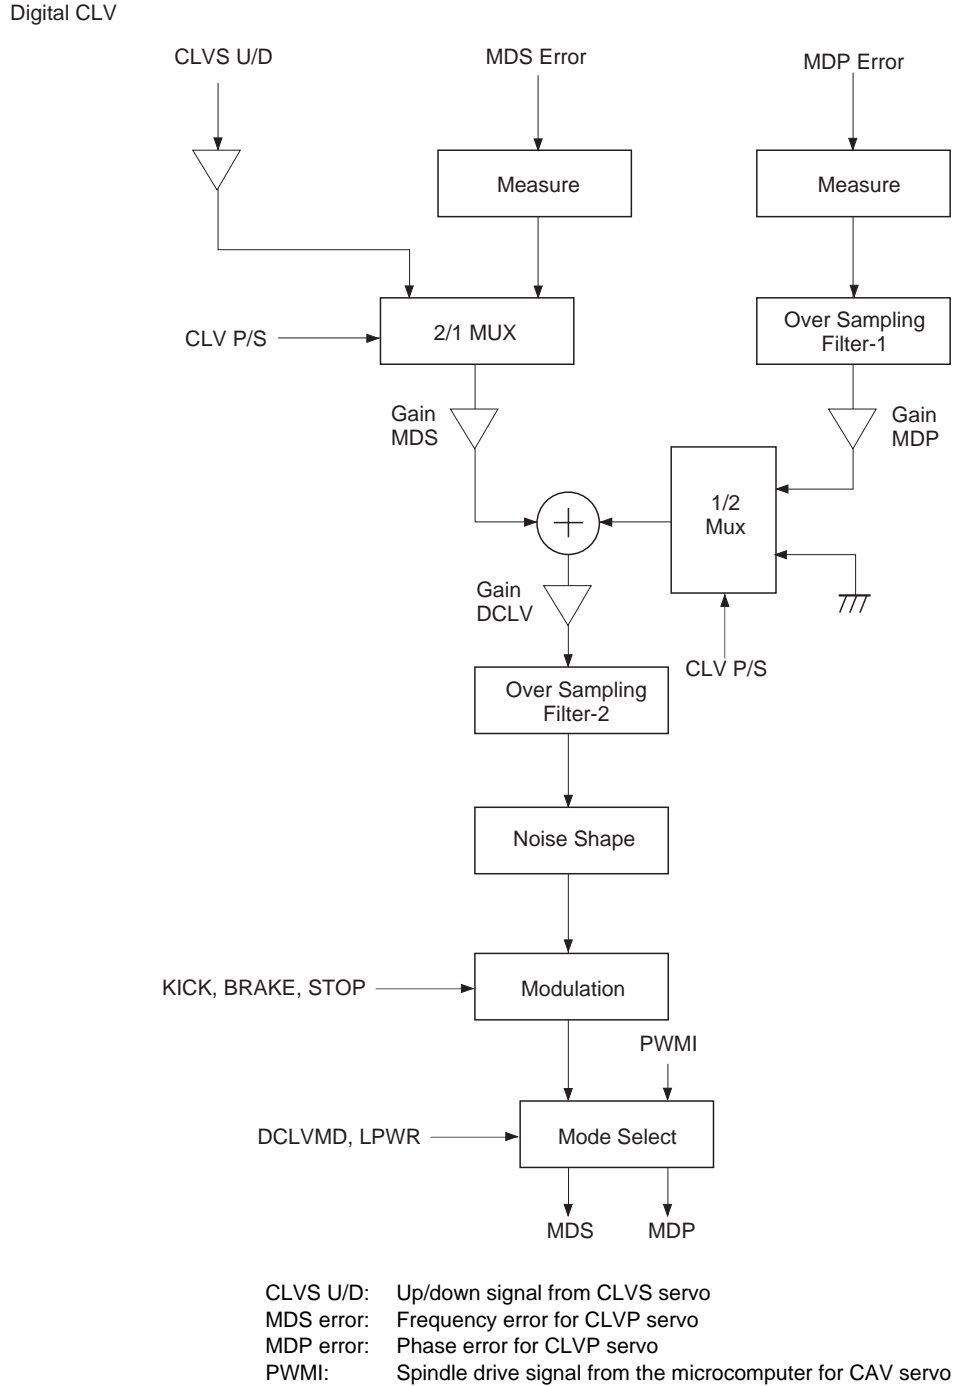 Digital CLV
CLVS U/D
MDS Error
MDP Error
Measure
Measure
CLV P/S
2/1 MUX
Over Sampling
Filter-1
Gain
MDS
Gain
MDP
1/2
Mux
Gain
DCLV
CLV P/S
Over Sampling
Filter-2
Noise Shape
KICK, BRAKE, STOP
Modulation
PWMI
DCLVMD, LPWR
Mode Select
MDS
MDP
CLVS U/D: Up/down signal from CLVS servo
MDS error: Frequency error for CLVP servo
MDP error: Phase error for CLVP servo
PWMI: Spindle drive signal from the microcomputer for CAV servo